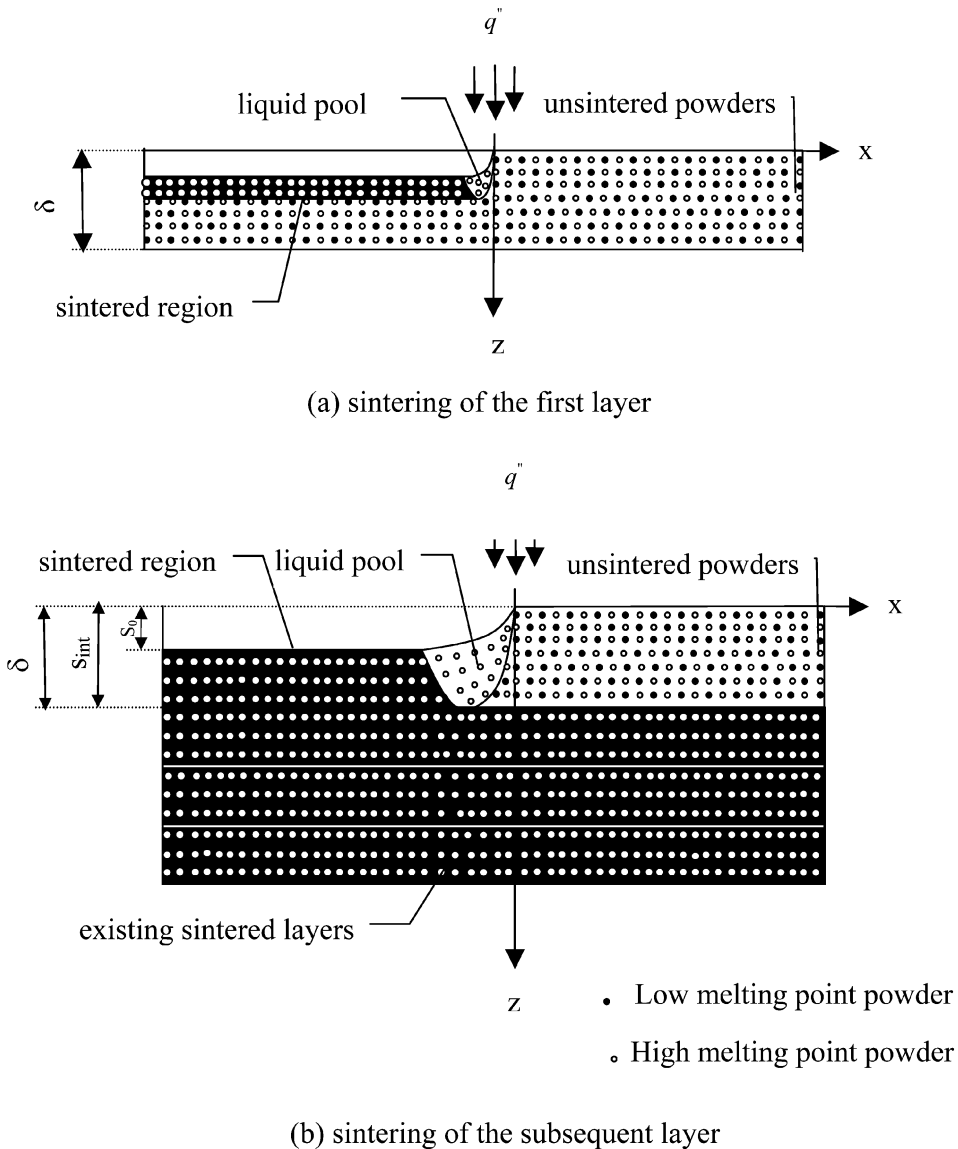 q"
liquid pool
unsintered powders
x
δ
sintered region
z
(a) sintering of the first layer
q"
sintered region
liquid pool
unsintered powders
x
δ
s_int
s_0
existing sintered layers
z
Low melting point powder
High melting point powder
(b) sintering of the subsequent layer